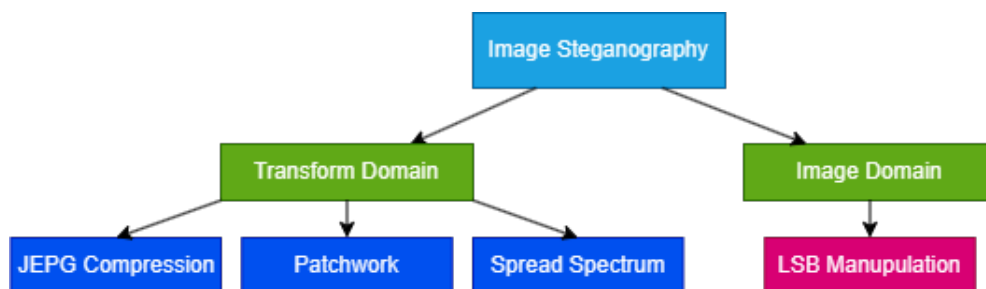 Image Steganography
Transform Domain
Image Domain
JEPG Compression
Patchwork
Spread Spectrum
LSB Manupulation